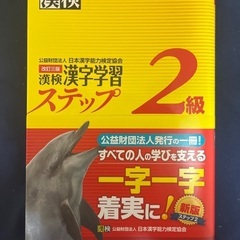 漢検
公益財団法人 日本漢字能力検定協会
改訂三版
漢検 漢字学習
ステップ
2級
公益財団法人発行の一冊!
すべての人の学びを支える
一字一字
着実に!
新版
漢検 公益財団法人 日本漢字能力検定協会